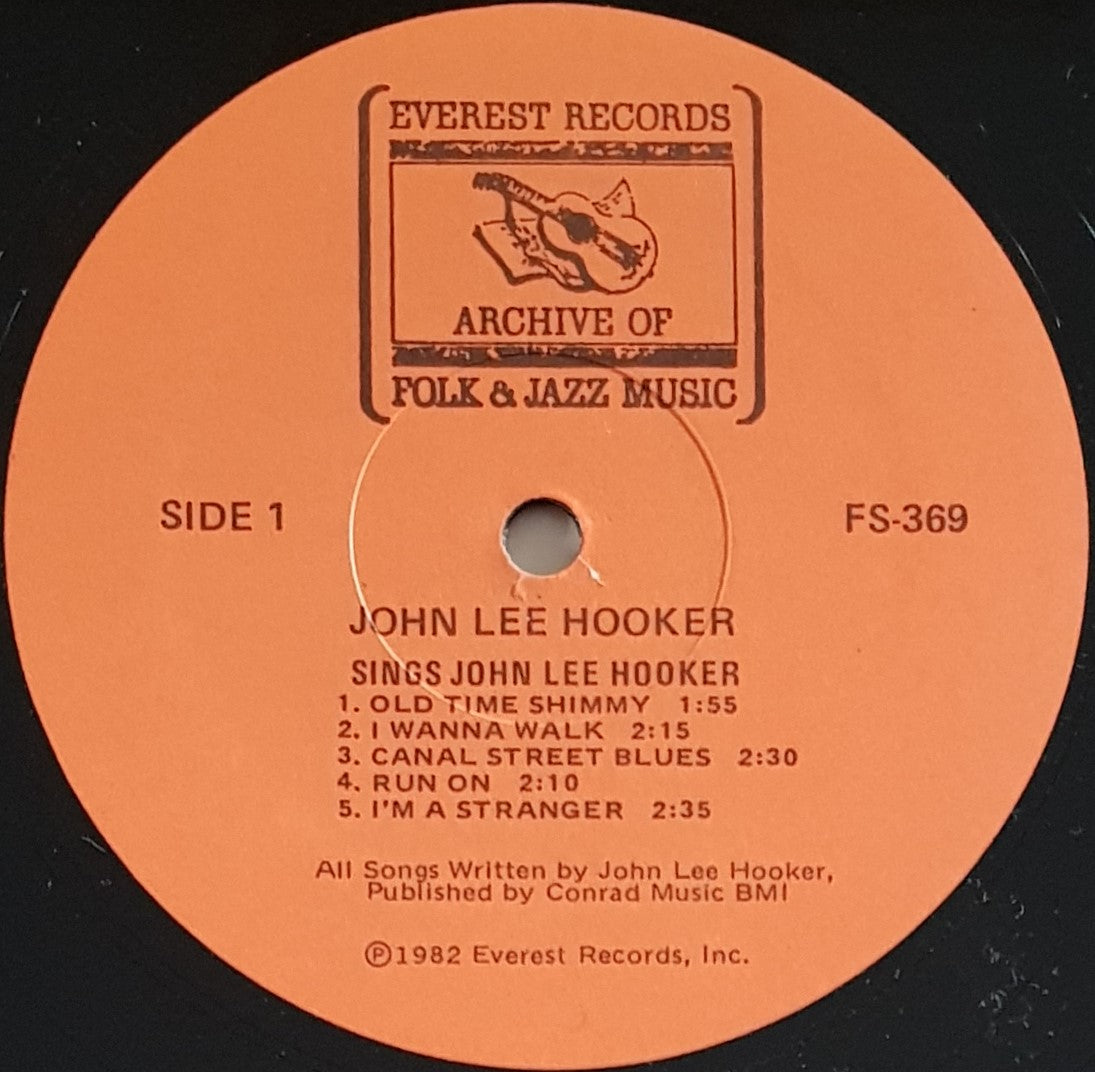 EVEREST RECORDS
ARCHIVE OF
FOLK & JAZZ MUSIC
SIDE 1
FS-369
JOHN LEE HOOKER
SINGS JOHN LEE HOOKER
1. OLD TIME SHIMMY 1:55
2. I WANNA WALK 2:15
3. CANAL STREET BLUES 2:30
4. RUN ON 2:10
5. I'M A STRANGER 2:35
All Songs Written by John Lee Hooker,
Published by Conrad Music BMI
℗1982 Everest Records, Inc.